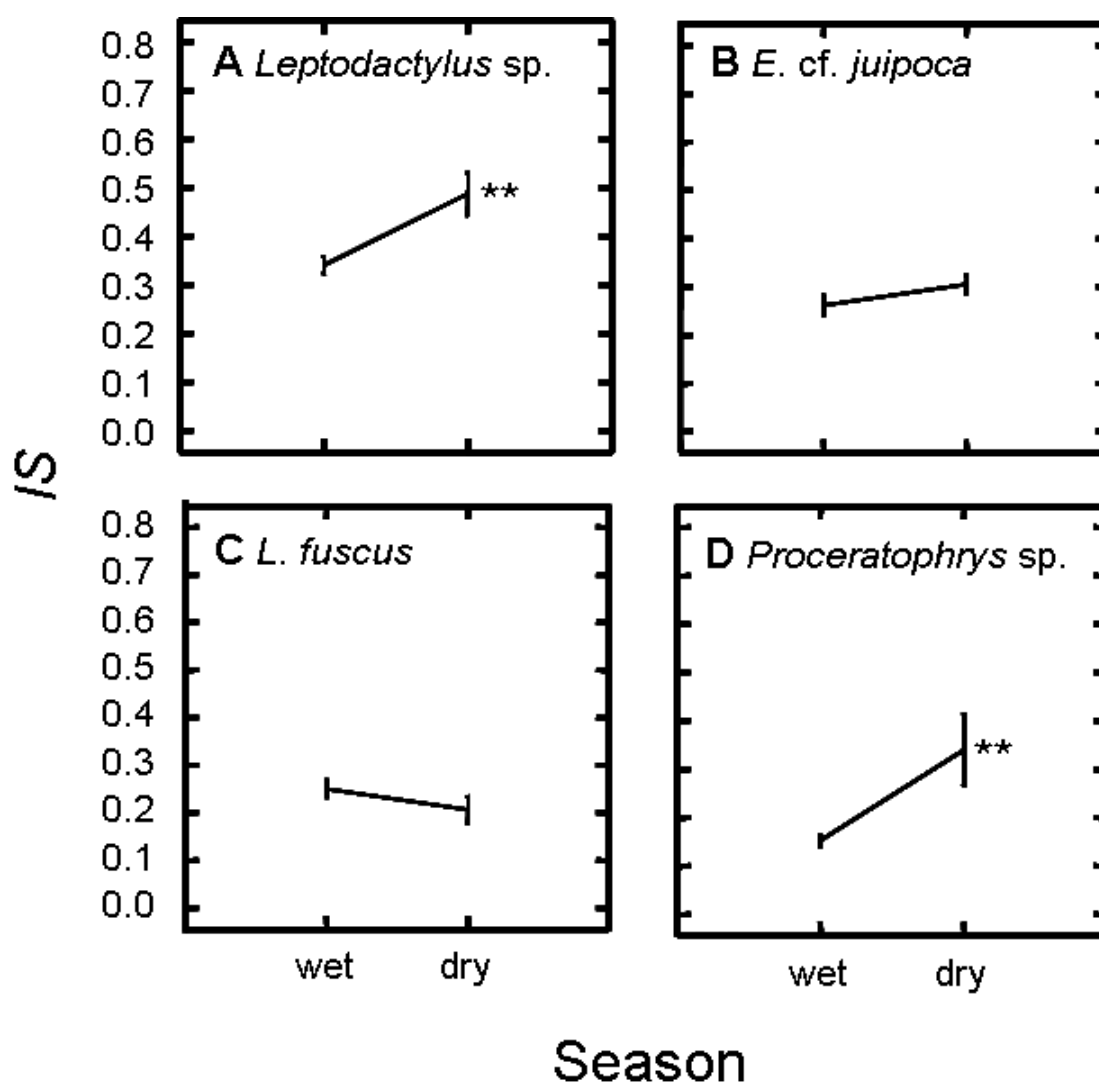 A Leptodactylus sp.
B E. cf. juipoca
0.8
0.7
0.6
0.5
0.4
0.3
0.2
0.1
0.0
**
IS
C L. fuscus
D Proceratophrys sp.
0.8
0.7
0.6
0.5
0.4
0.3
0.2
0.1
0.0
**
wet dry
wet dry
Season